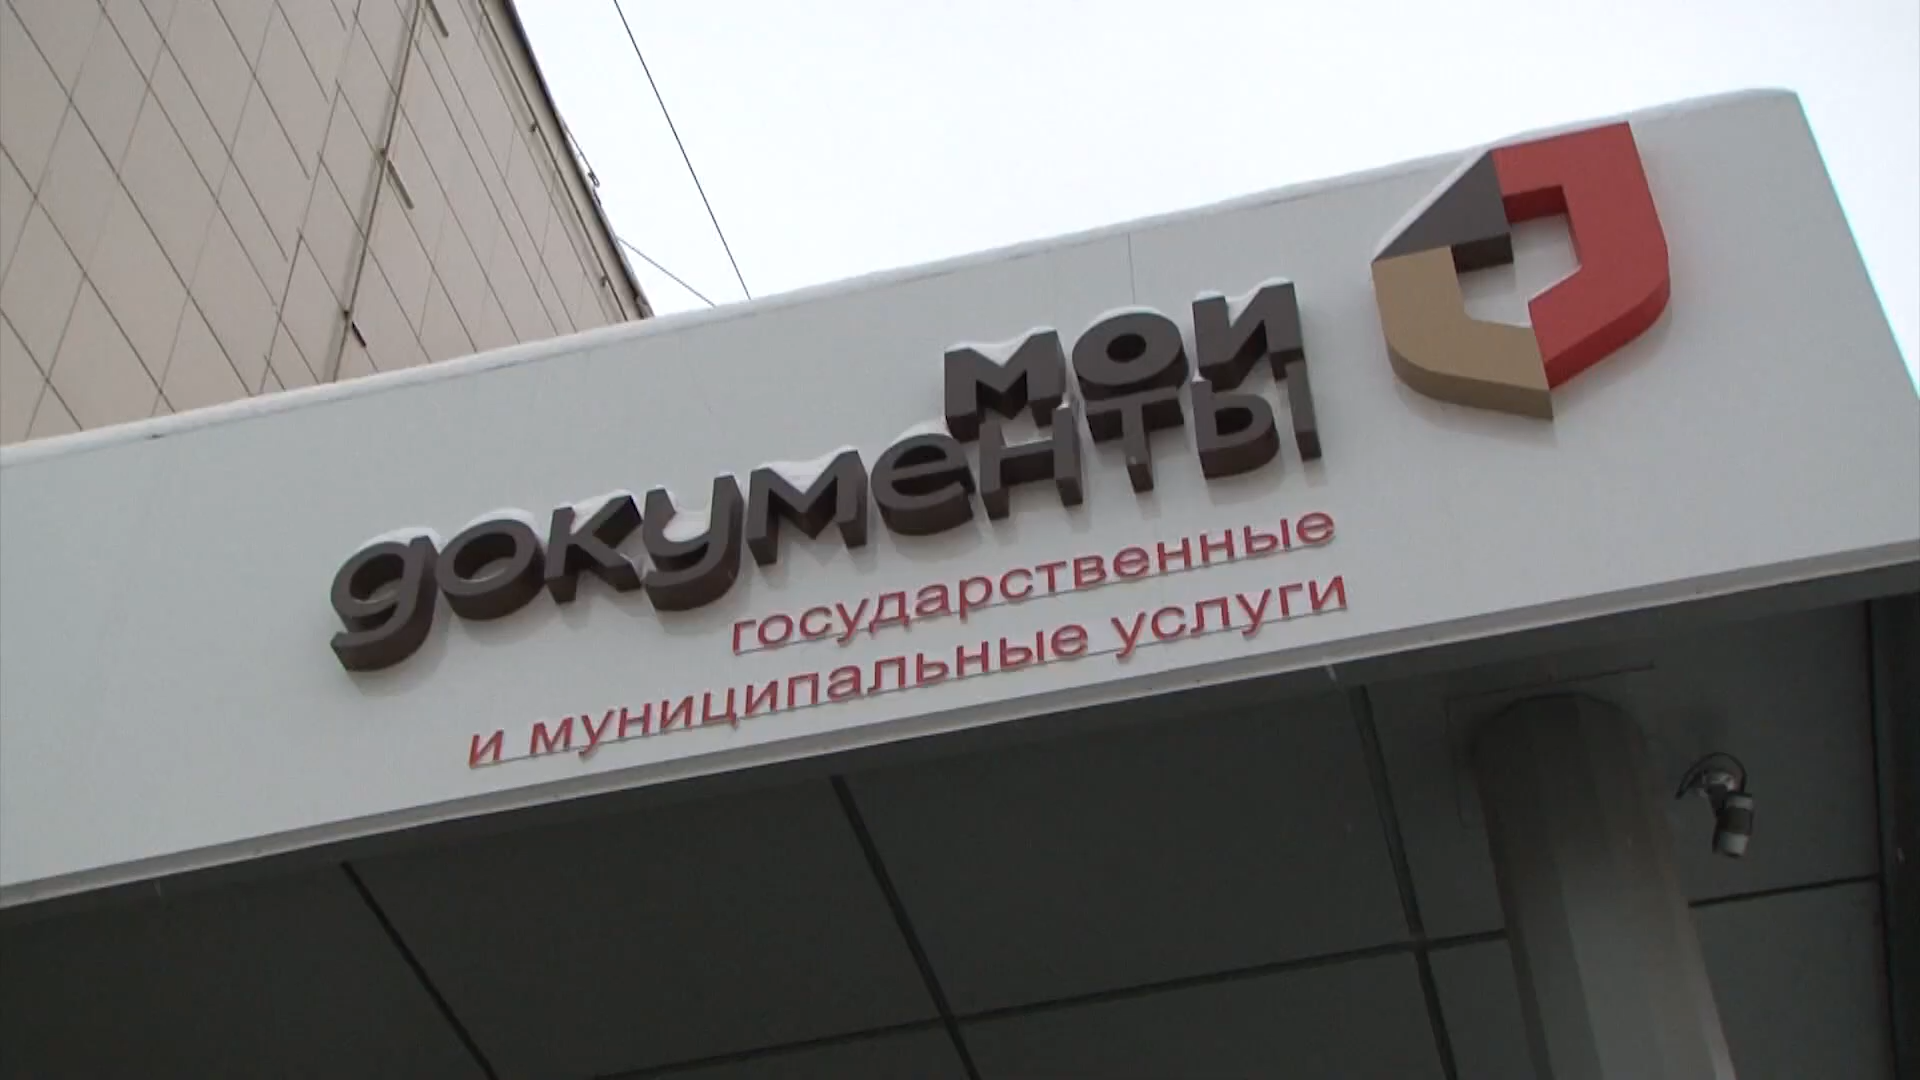 мои
документы
государственные
и муниципальные услуги